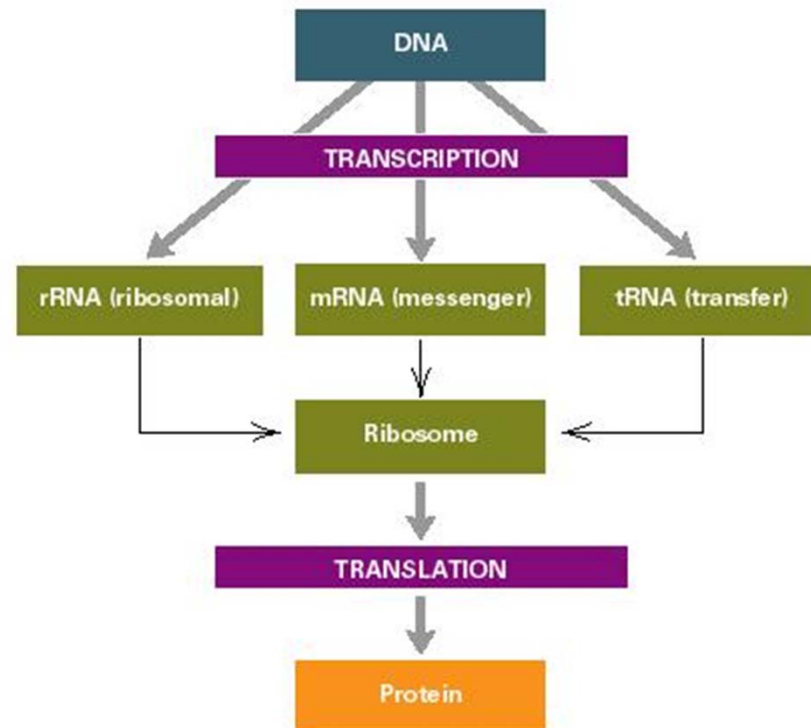 DNA
TRANSCRIPTION
rRNA (ribosomal)
mRNA (messenger)
tRNA (transfer)
Ribosome
TRANSLATION
Protein